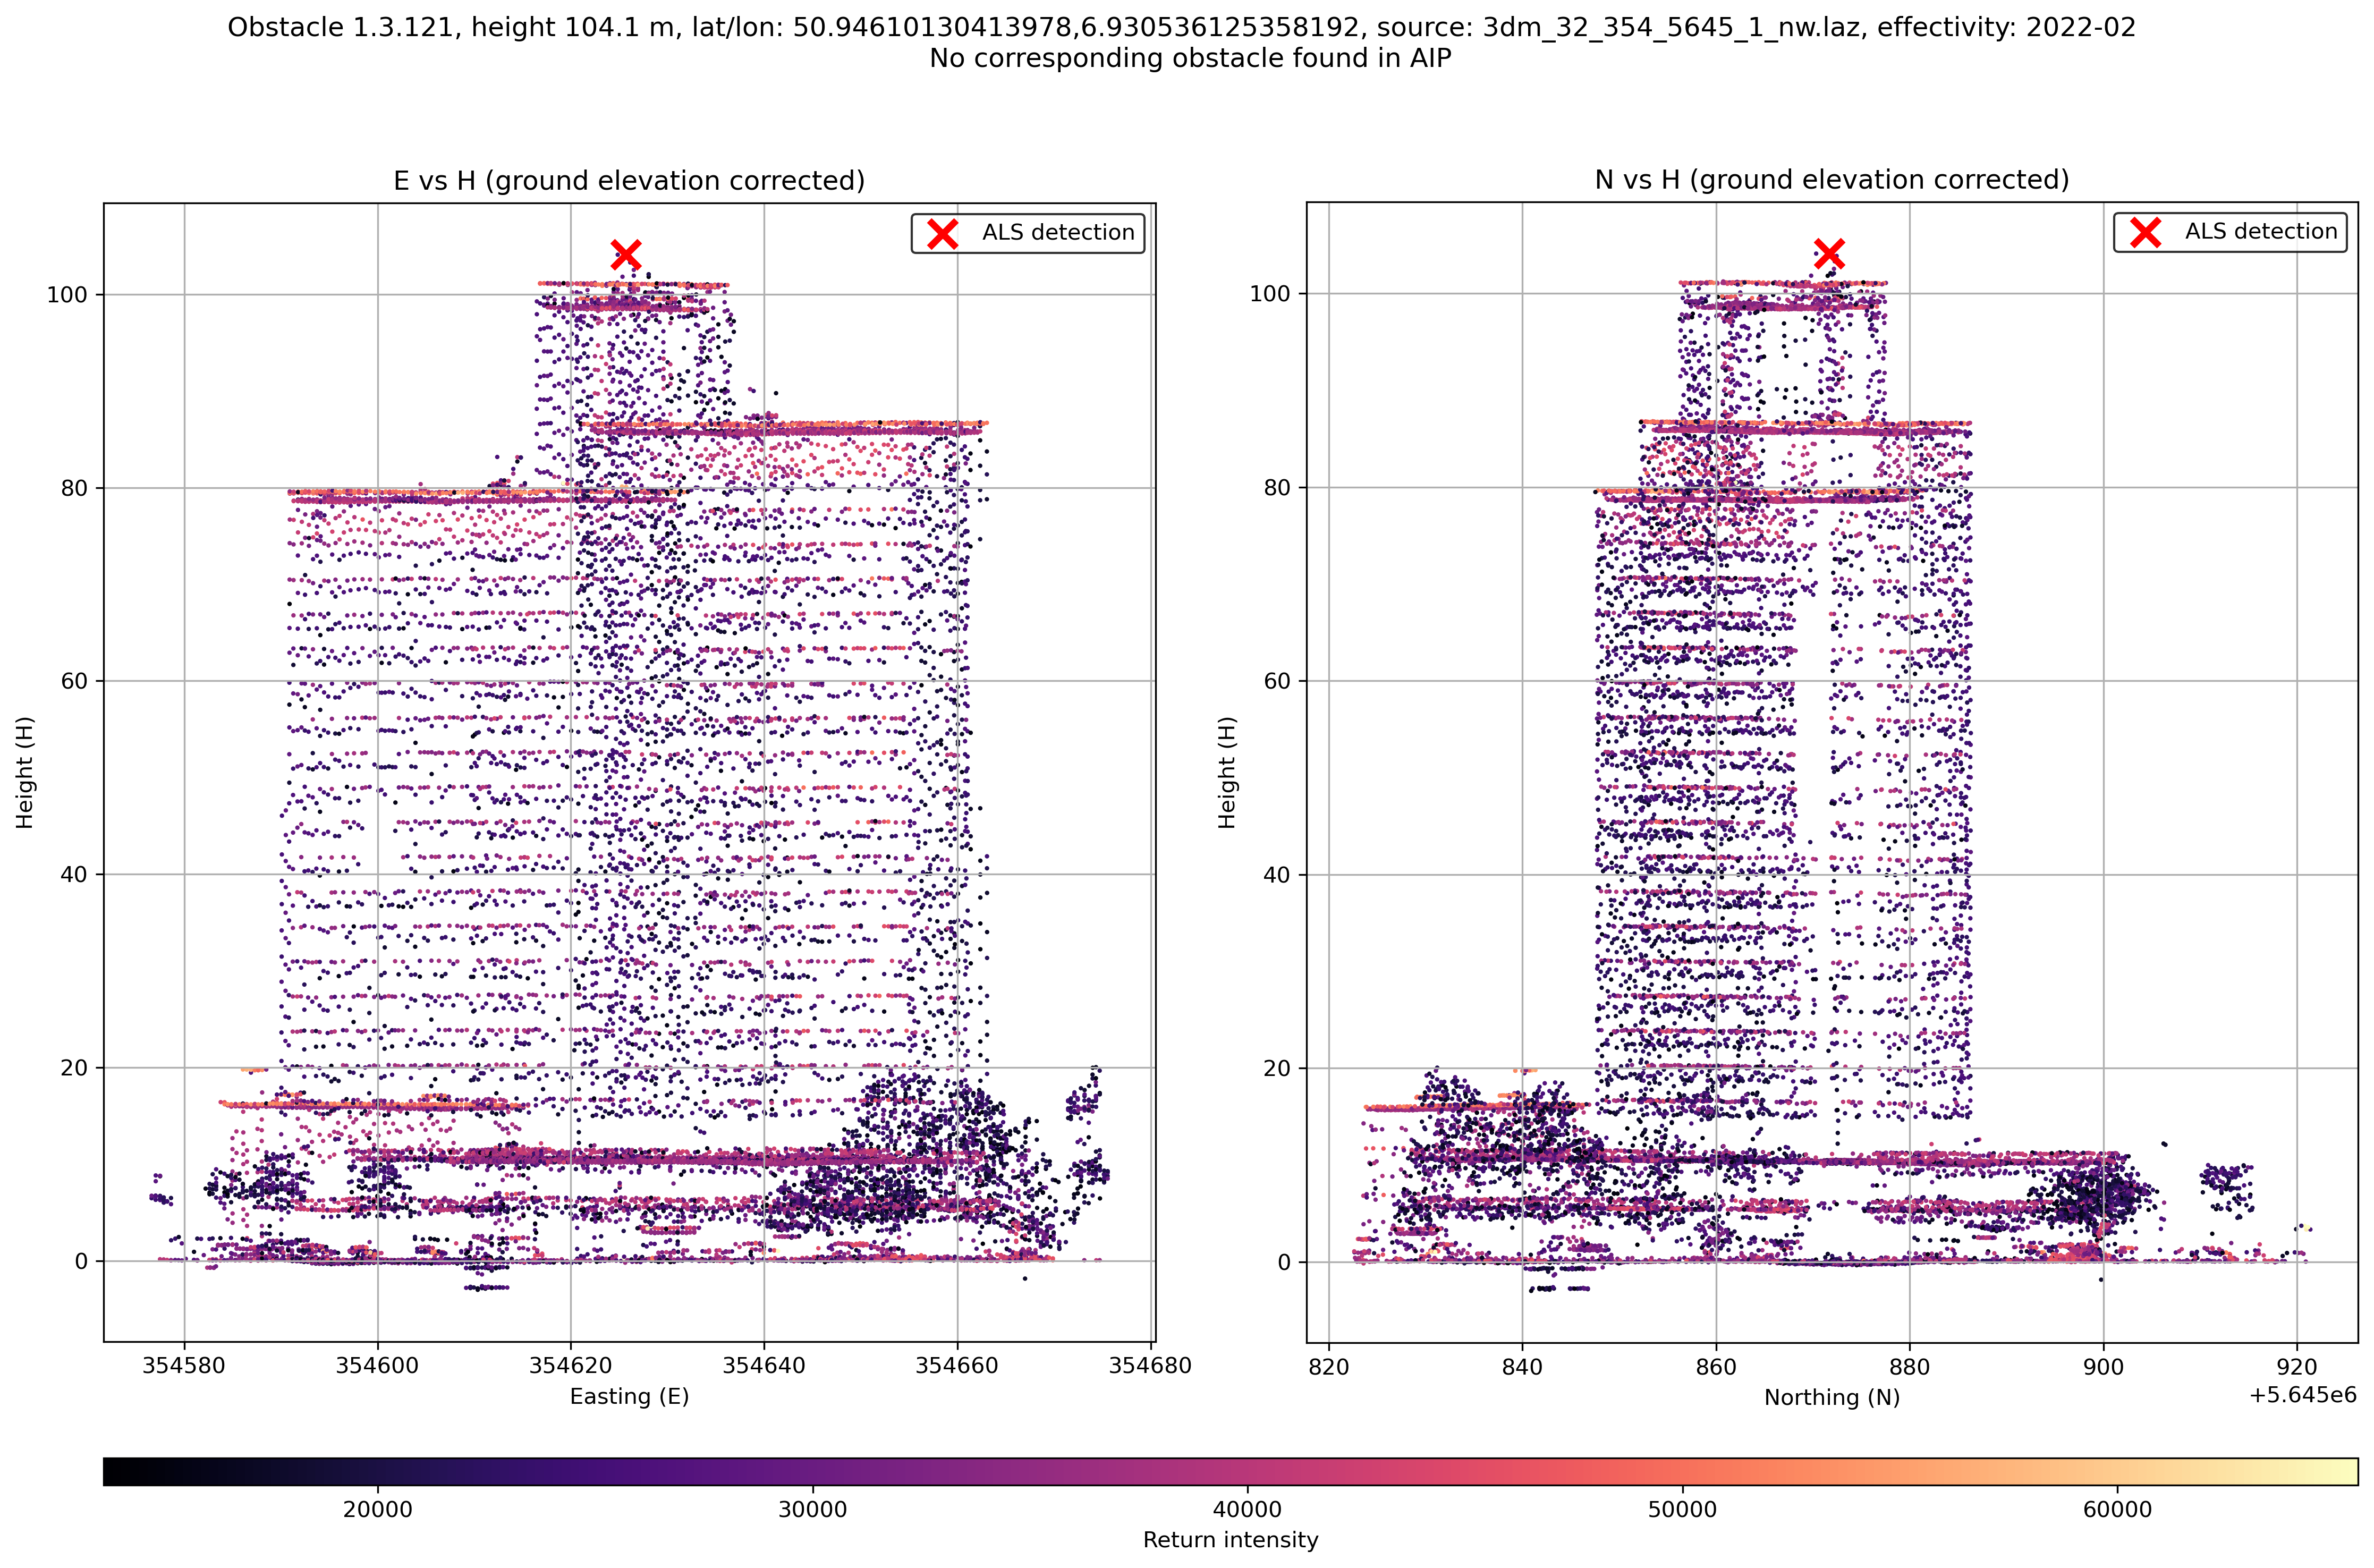 Obstacle 1.3.121, height 104.1 m, lat/lon: 50.94610130413978,6.930536125358192, source: 3dm_32_354_5645_1_nw.laz, effectivity: 2022-02
No corresponding obstacle found in AIP
E vs H (ground elevation corrected)
ALS detection
100
80
60
40
20
0
Height (H)
354580 354600 354620 354640 354660 354680
Easting (E)
N vs H (ground elevation corrected)
ALS detection
100
80
60
40
20
0
Height (H)
820 840 860 880 900 920
+5.645e6
Northing (N)
20000 30000 40000 50000 60000
Return intensity